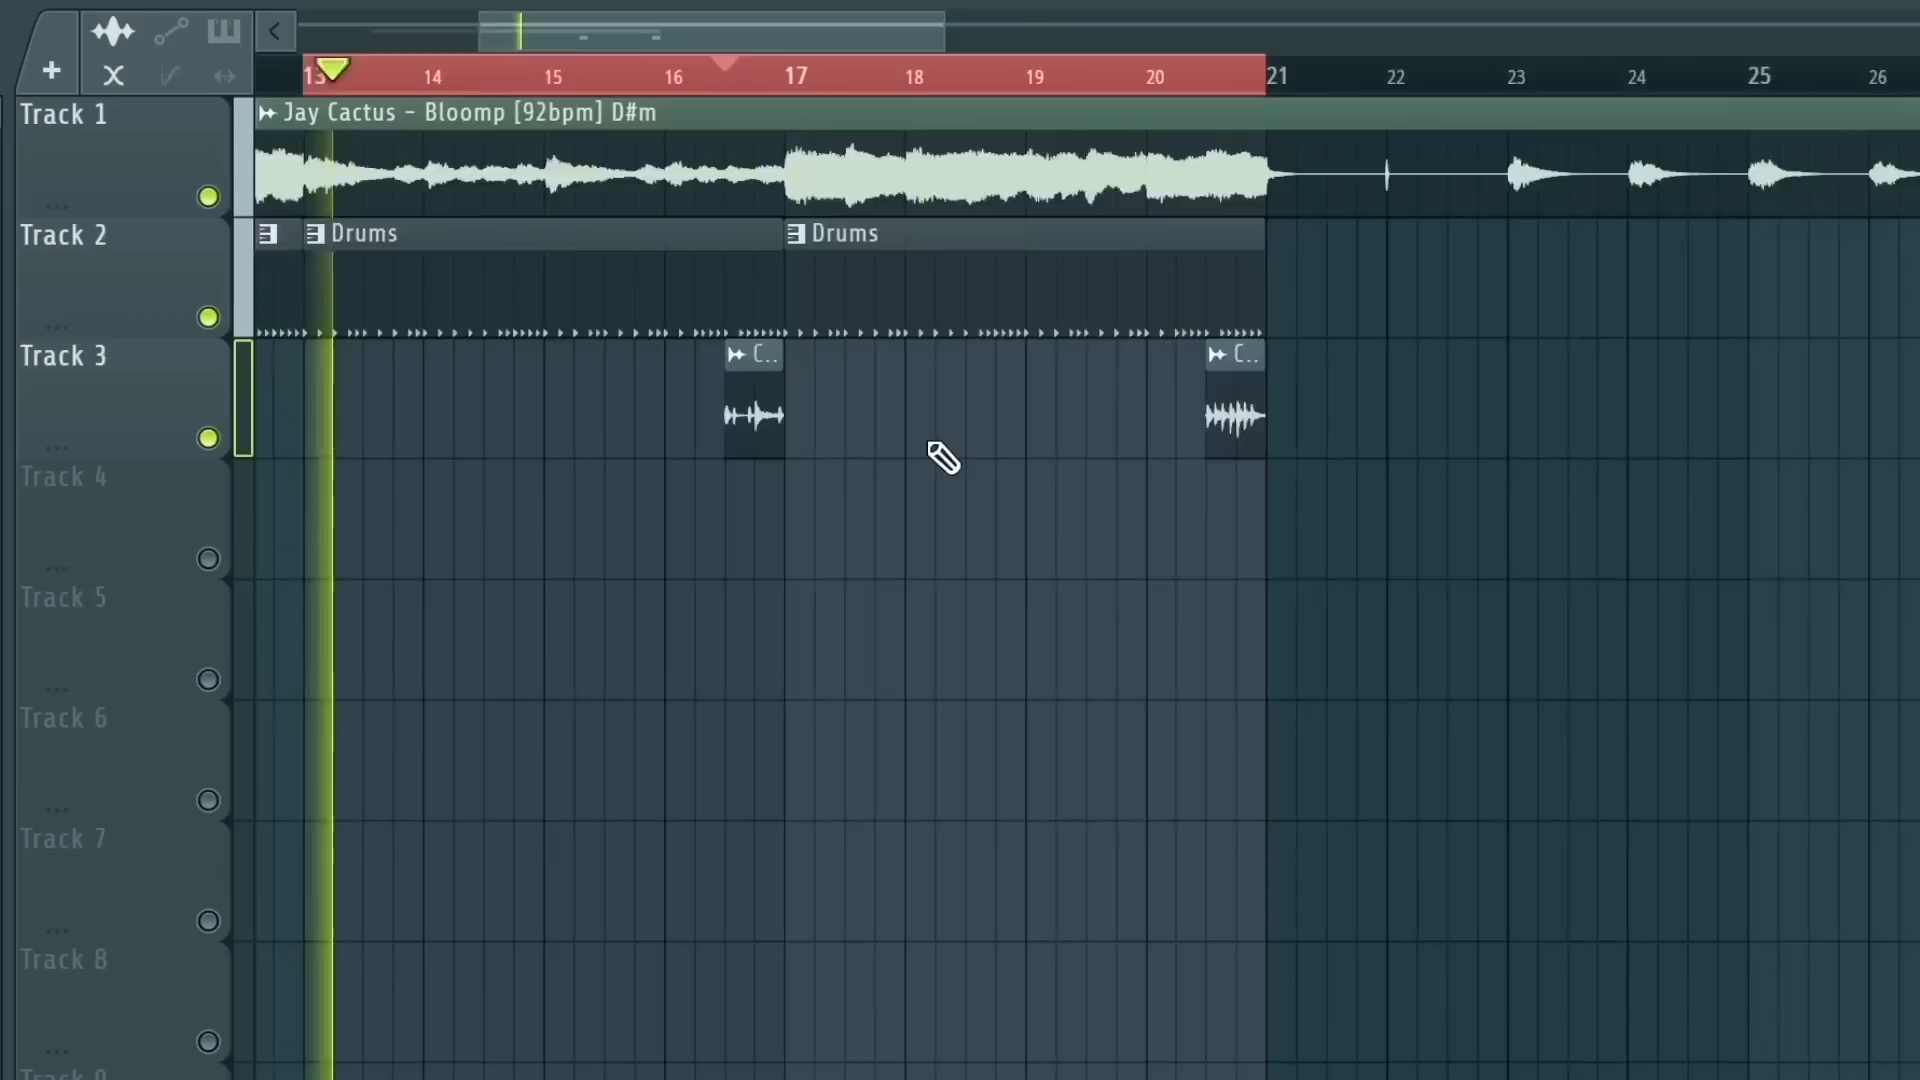 13 14 15 16 17 18 19 20 21 22 23 24 25 26
Track 1
Jay Cactus - Bloomp [92bpm] D#m
Track 2
Drums
Drums
Track 3
C..
C..
Track 4
Track 5
Track 6
Track 7
Track 8